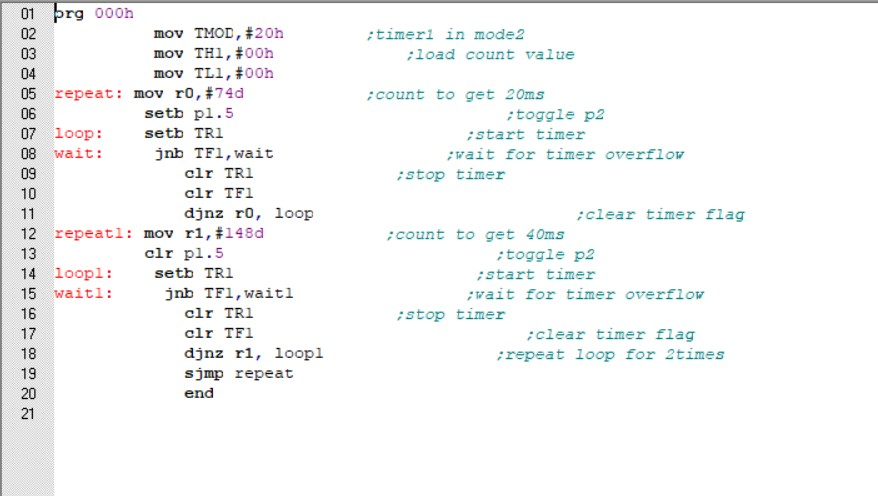 01 org 000h
02 mov TMOD,#20h ;timer1 in mode2
03 mov TH1,#00h ;load count value
04 mov TL1,#00h
05 repeat: mov r0,#74d ;count to get 20ms
06 setb p1.5 ;toggle p2
07 loop: setb TR1 ;start timer
08 wait: jnb TF1,wait ;wait for timer overflow
09 clr TR1 ;stop timer
10 clr TF1
11 djnz r0, loop ;clear timer flag
12 repeat1: mov r1,#148d ;count to get 40ms
13 clr p1.5 ;toggle p2
14 loop1: setb TR1 ;start timer
15 wait1: jnb TF1,wait1 ;wait for timer overflow
16 clr TR1 ;stop timer
17 clr TF1 ;clear timer flag
18 djnz r1, loop1 ;repeat loop for 2times
19 sjmp repeat
20 end
21